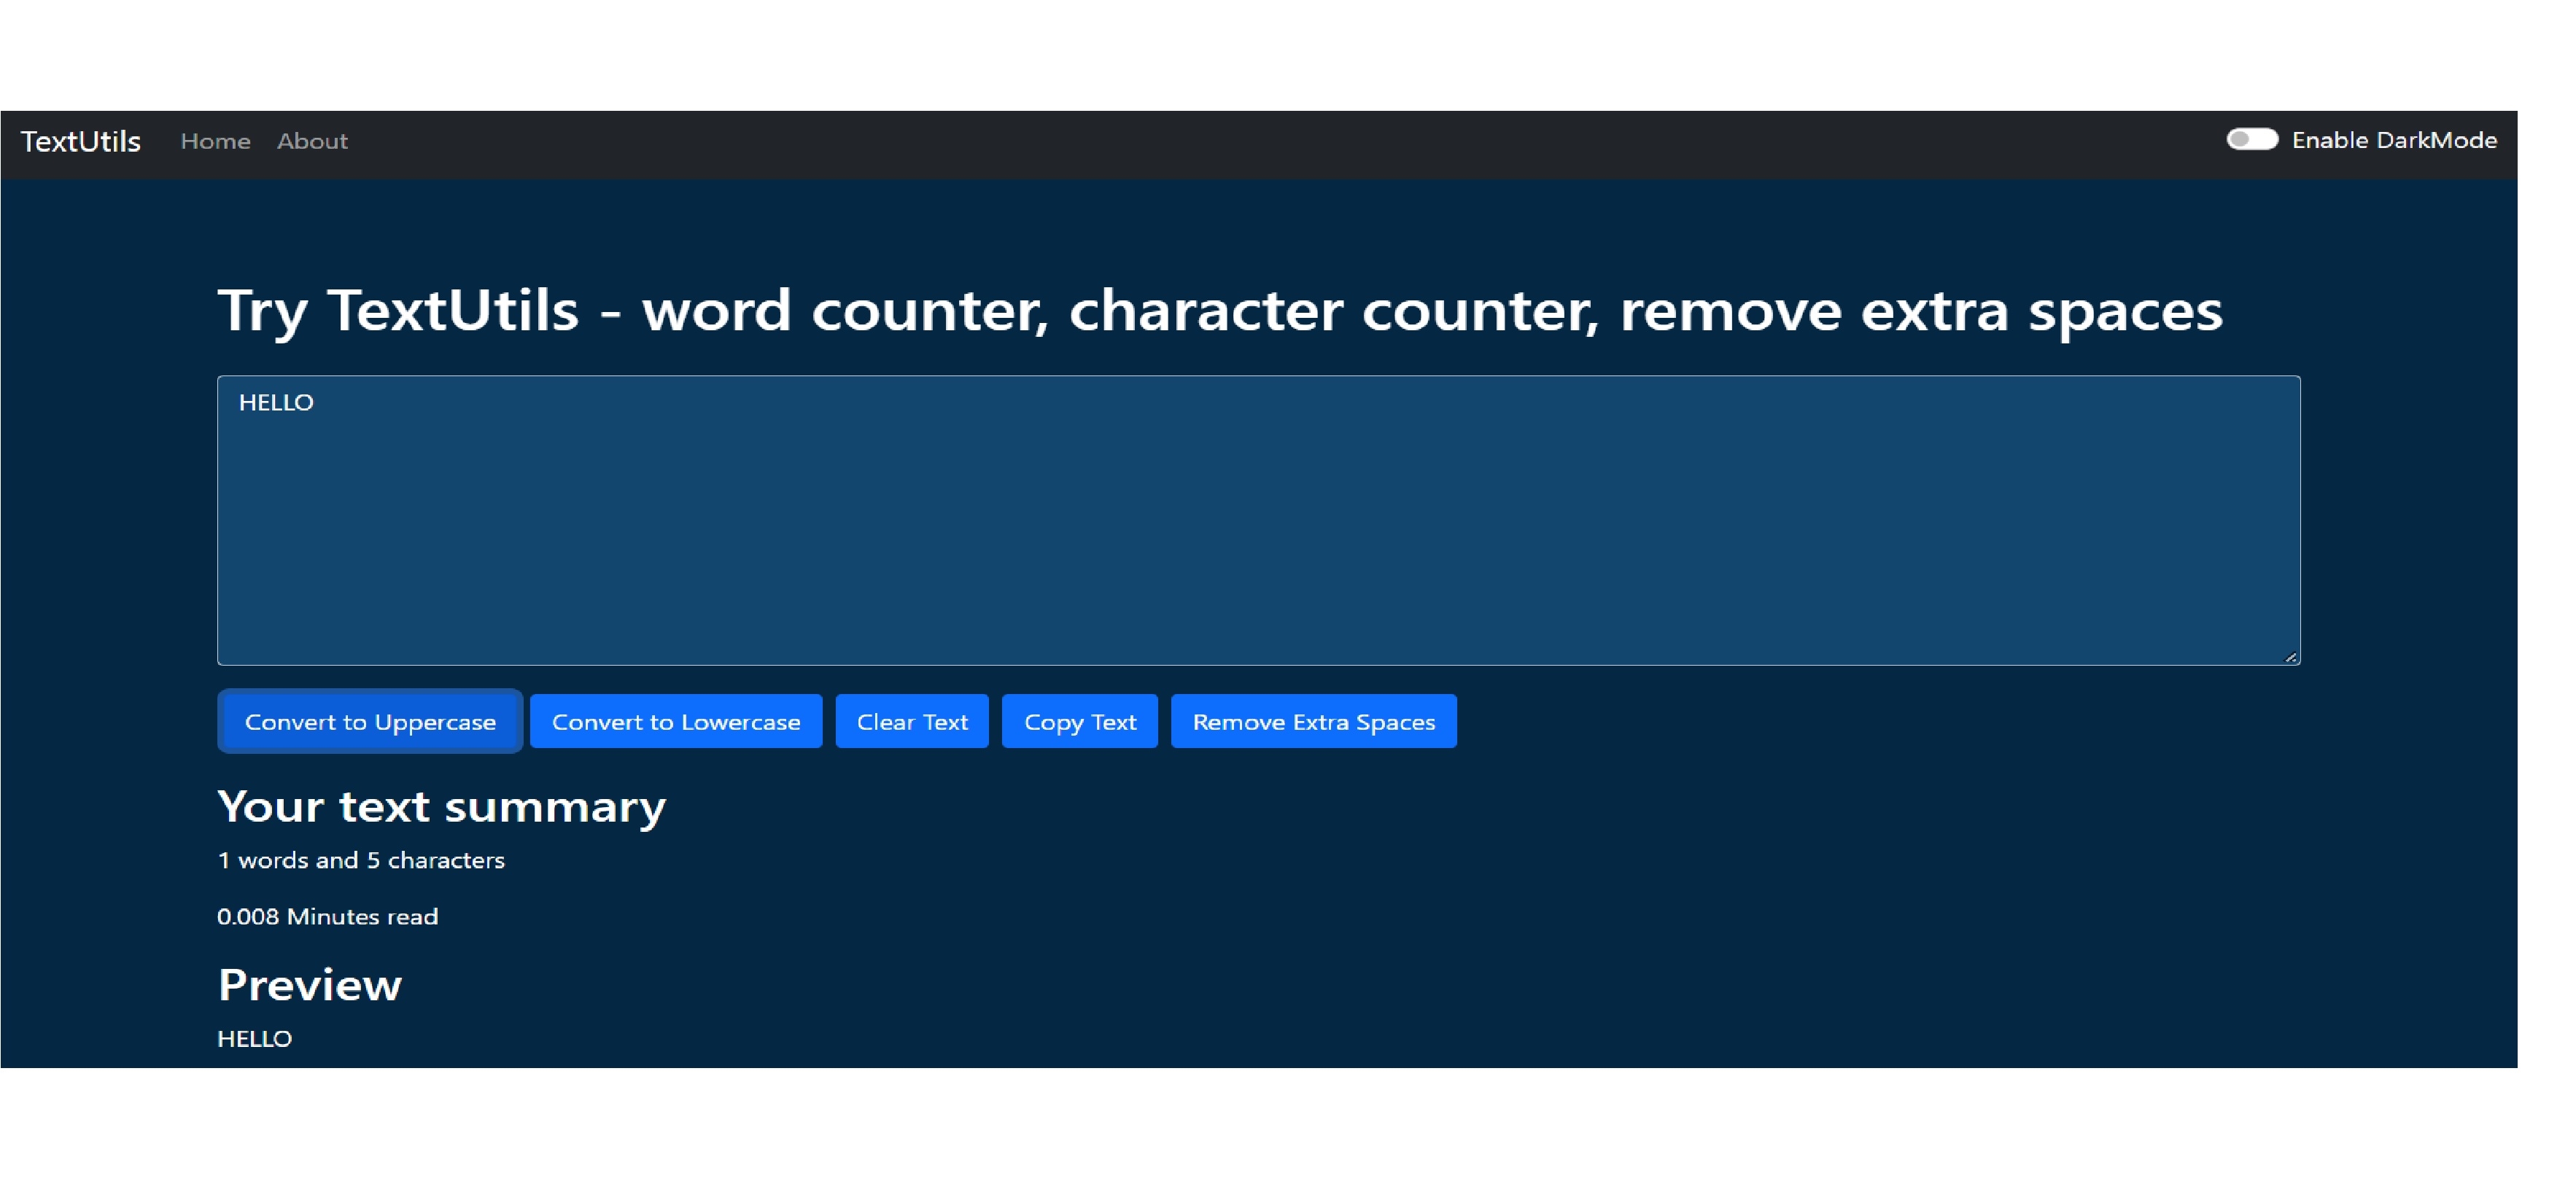 TextUtils Home About Enable DarkMode
Try TextUtils - word counter, character counter, remove extra spaces
HELLO
Convert to Uppercase Convert to Lowercase Clear Text Copy Text Remove Extra Spaces
Your text summary
1 words and 5 characters
0.008 Minutes read
Preview
HELLO